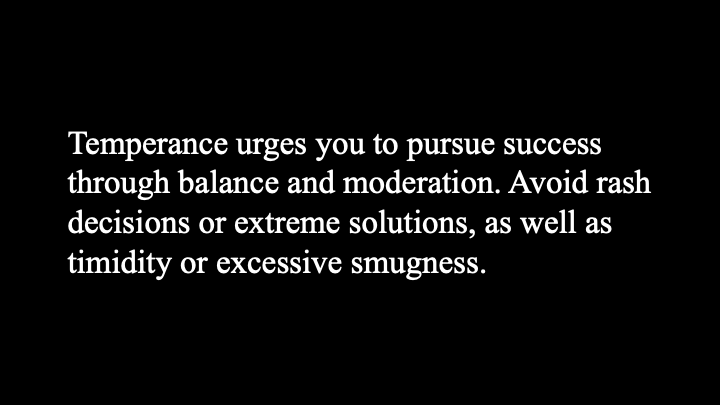 Temperance urges you to pursue success
through balance and moderation. Avoid rash
decisions or extreme solutions, as well as
timidity or excessive smugness.